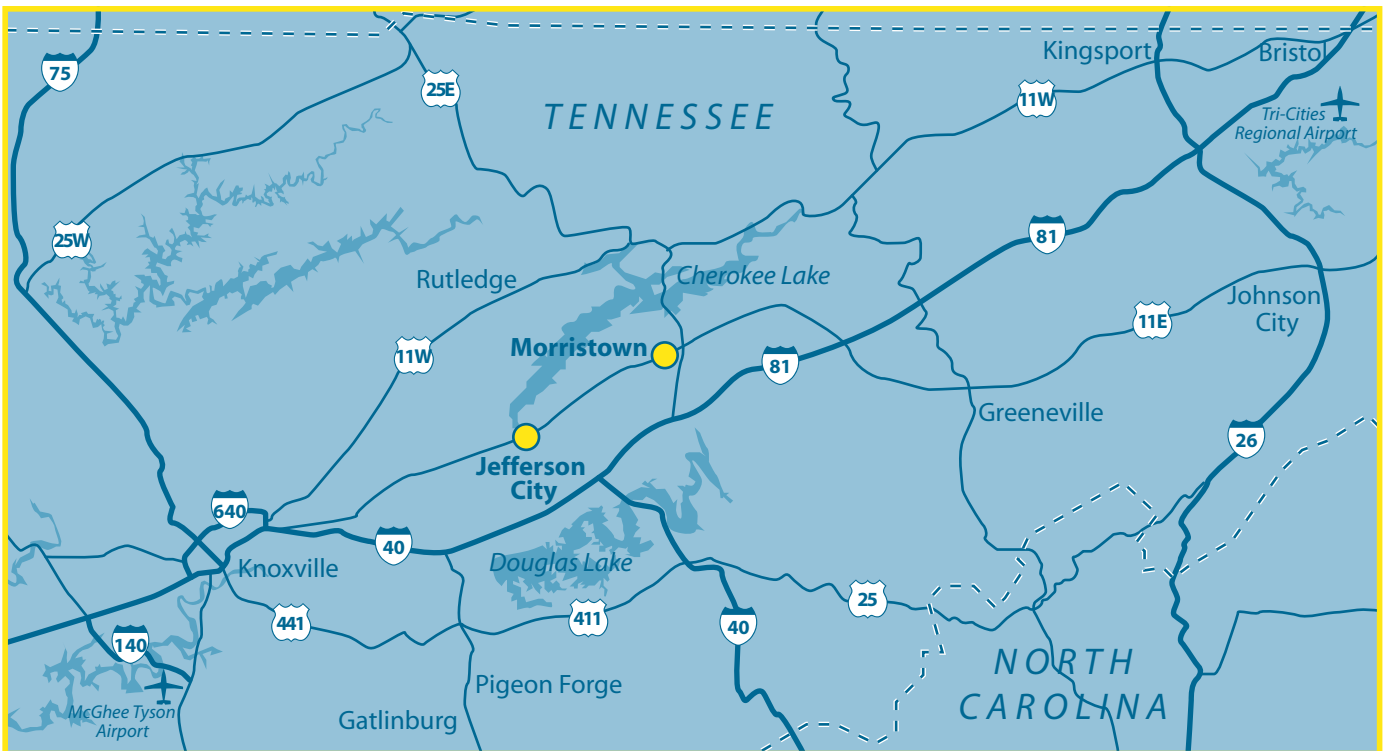 75
25E
TENNESSEE
Kingsport
Bristol
11W
Tri-Cities
Regional Airport
25W
81
Rutledge
Cherokee Lake
Johnson
City
11E
11W
Morristown
81
Greeneville
26
Jefferson
City
640
40
Knoxville
Douglas Lake
25
441
411
40
140
NORTH
CAROLINA
Pigeon Forge
McGhee Tyson
Airport
Gatlinburg